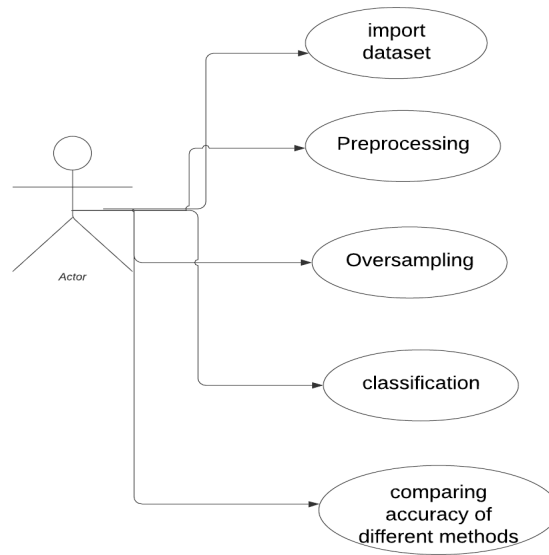 import
dataset
Preprocessing
Oversampling
Actor
classification
comparing
accuracy of
different methods